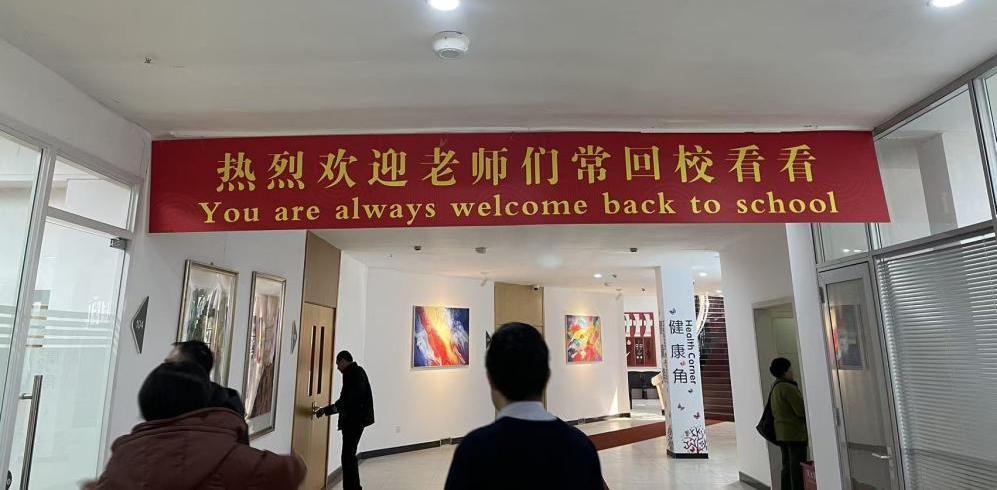 热烈欢迎老师们常回校看看
You are always welcome back to school
健康角
Health Corner
104